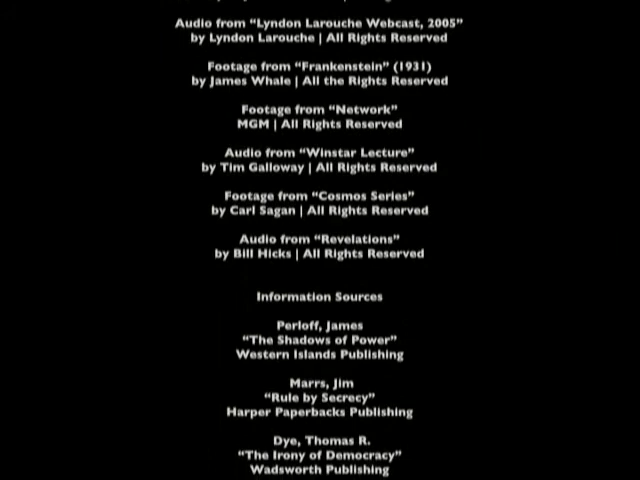 Audio from “Lyndon Larouche Webcast, 2005”
by Lyndon Larouche | All Rights Reserved
Footage from “Frankenstein” (1931)
by James Whale | All the Rights Reserved
Footage from “Network”
MGM | All Rights Reserved
Audio from “Winstar Lecture”
by Tim Galloway | All Rights Reserved
Footage from “Cosmos Series”
by Carl Sagan | All Rights Reserved
Audio from “Revelations”
by Bill Hicks | All Rights Reserved
Information Sources
Perloff, James
“The Shadows of Power”
Western Islands Publishing
Marrs, Jim
“Rule by Secrecy”
Harper Paperbacks Publishing
Dye, Thomas R.
“The Irony of Democracy”
Wadsworth Publishing